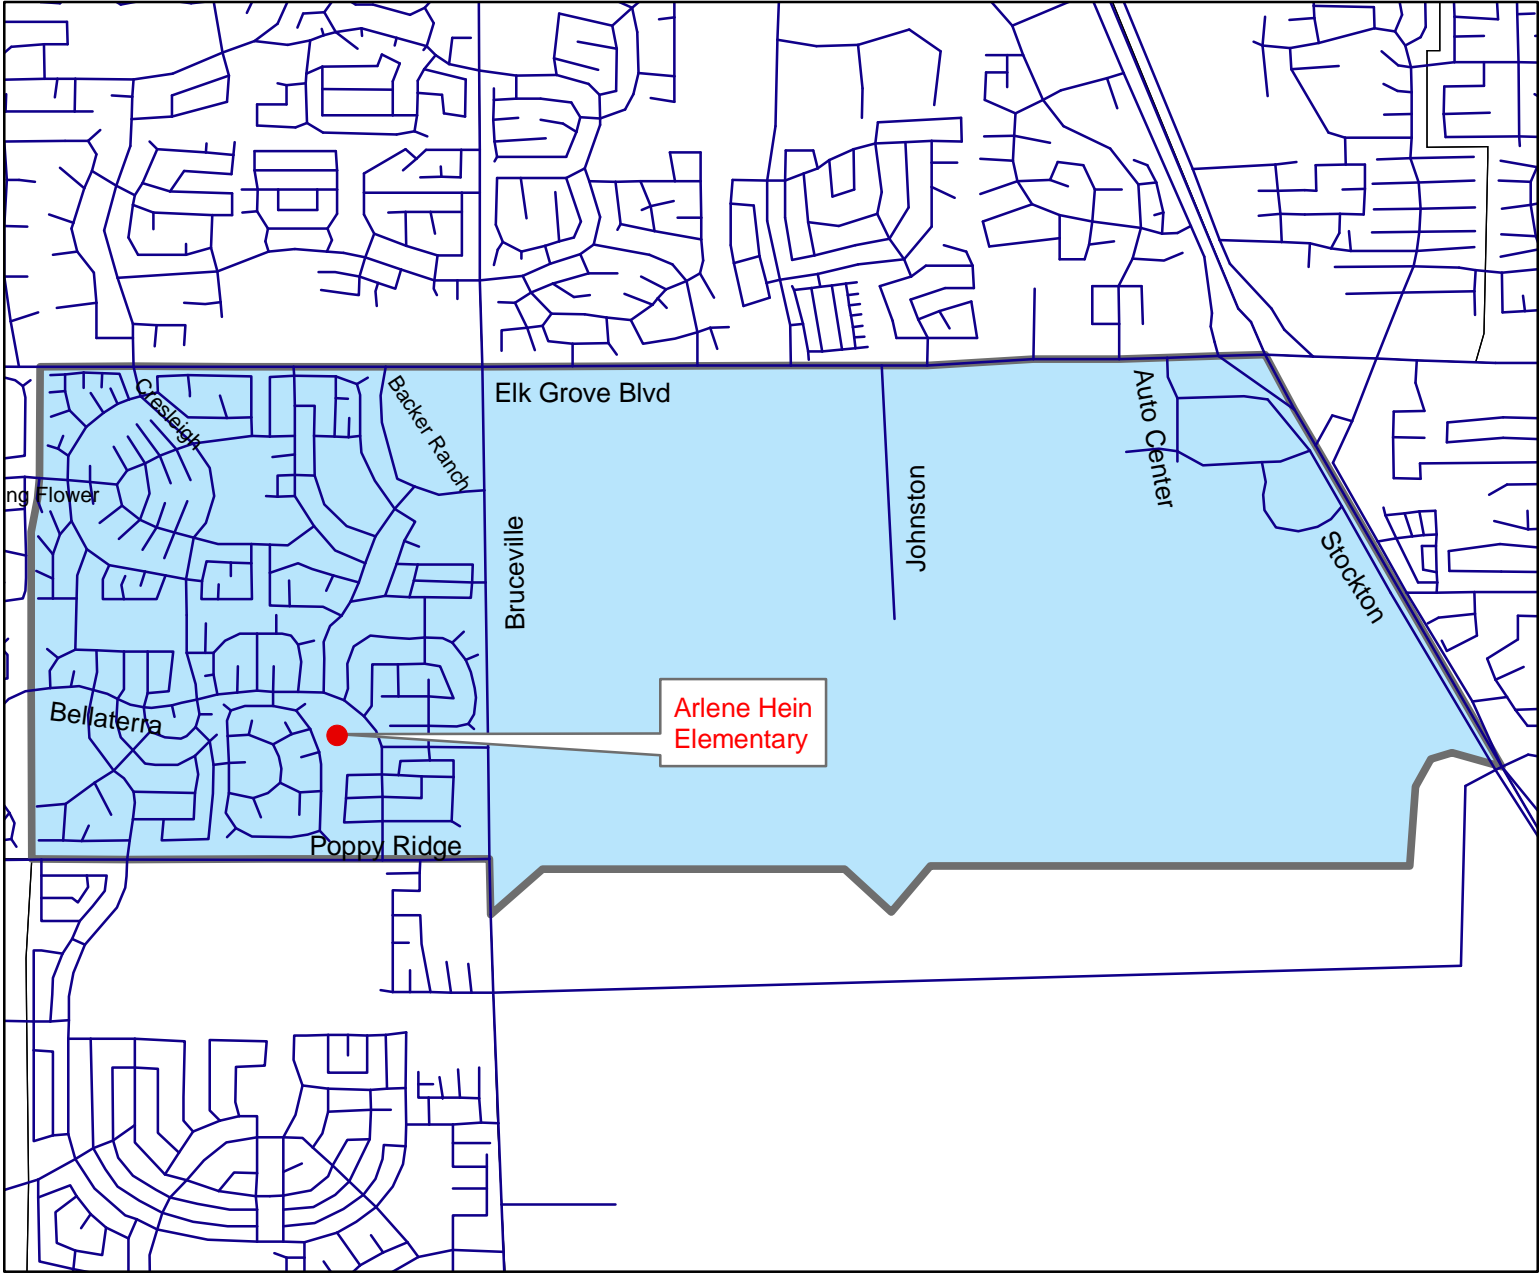 Elk Grove Blvd
Cresleigh
Backer Ranch
Auto Center
ng Flower
Johnston
Bruceville
Stockton
Bellaterra
Arlene Hein
Elementary
Poppy Ridge